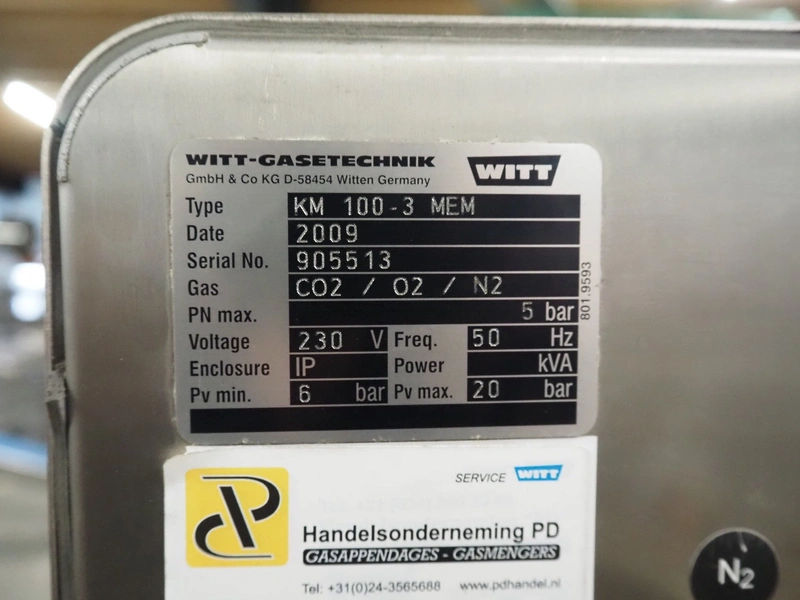 WITT-GASETECHNIK WITT
GmbH & Co KG D-58454 Witten Germany
Type KM 100-3 MEM
Date 2009
Serial No. 905513
Gas CO2 / O2 / N2
PN max. 5 bar
Voltage 230 V Freq. 50 Hz
Enclosure IP Power kVA
Pv min. 6 bar Pv max. 20 bar
801.9593
SERVICE WITT
Handelsonderneming PD
GASAPPENDAGES - GASMENGERS
Tel: +31(0)24-3565688 www.pdhandel.nl
N2